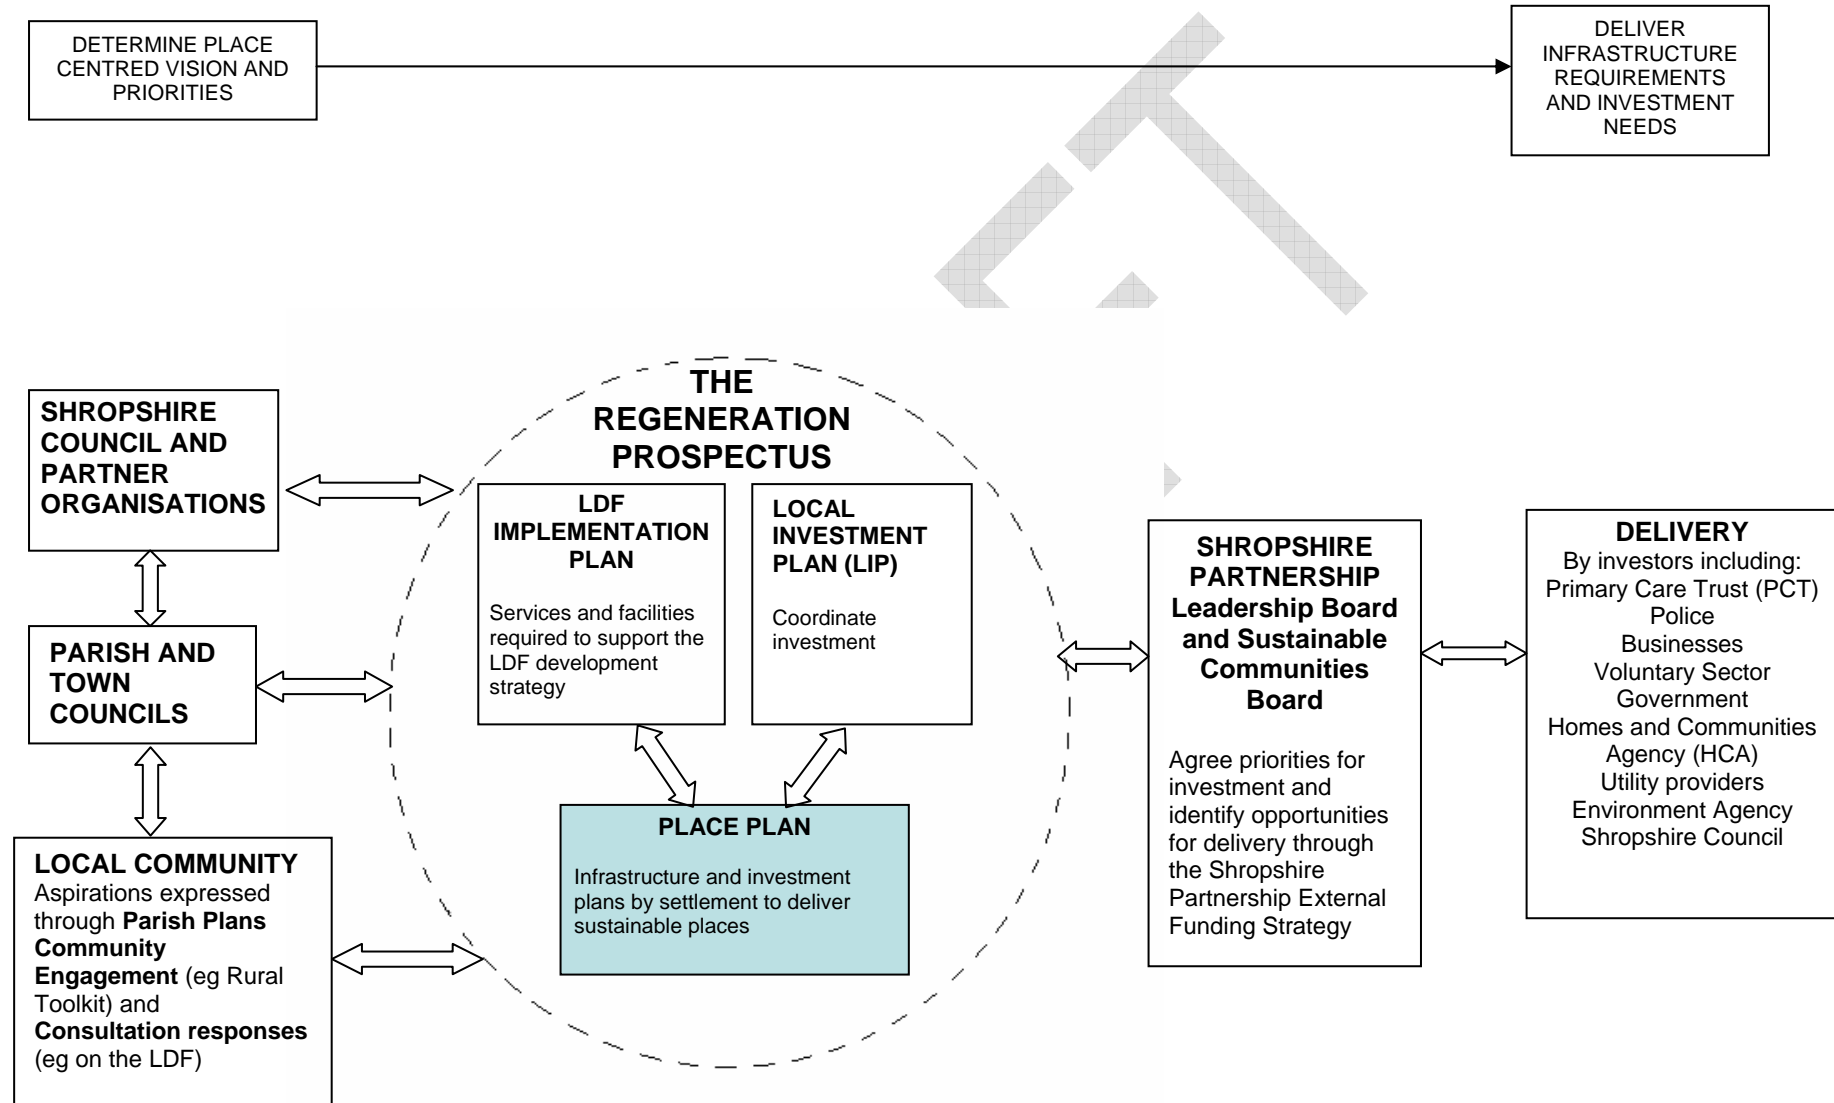 DETERMINE PLACE
CENTRED VISION AND
PRIORITIES
DELIVER
INFRASTRUCTURE
REQUIREMENTS
AND INVESTMENT
NEEDS
SHROPSHIRE
COUNCIL AND
PARTNER
ORGANISATIONS
PARISH AND
TOWN
COUNCILS
LOCAL COMMUNITY
Aspirations expressed
through Parish Plans
Community
Engagement (eg Rural
Toolkit) and
Consultation responses
(eg on the LDF)
THE
REGENERATION
PROSPECTUS
LDF
IMPLEMENTATION
PLAN
Services and facilities
required to support the
LDF development
strategy
LOCAL
INVESTMENT
PLAN (LIP)
Coordinate
investment
PLACE PLAN
Infrastructure and investment
plans by settlement to deliver
sustainable places
SHROPSHIRE
PARTNERSHIP
Leadership Board
and Sustainable
Communities
Board
Agree priorities for
investment and
identify opportunities
for delivery through
the Shropshire
Partnership External
Funding Strategy
DELIVERY
By investors including:
Primary Care Trust (PCT)
Police
Businesses
Voluntary Sector
Government
Homes and Communities
Agency (HCA)
Utility providers
Environment Agency
Shropshire Council